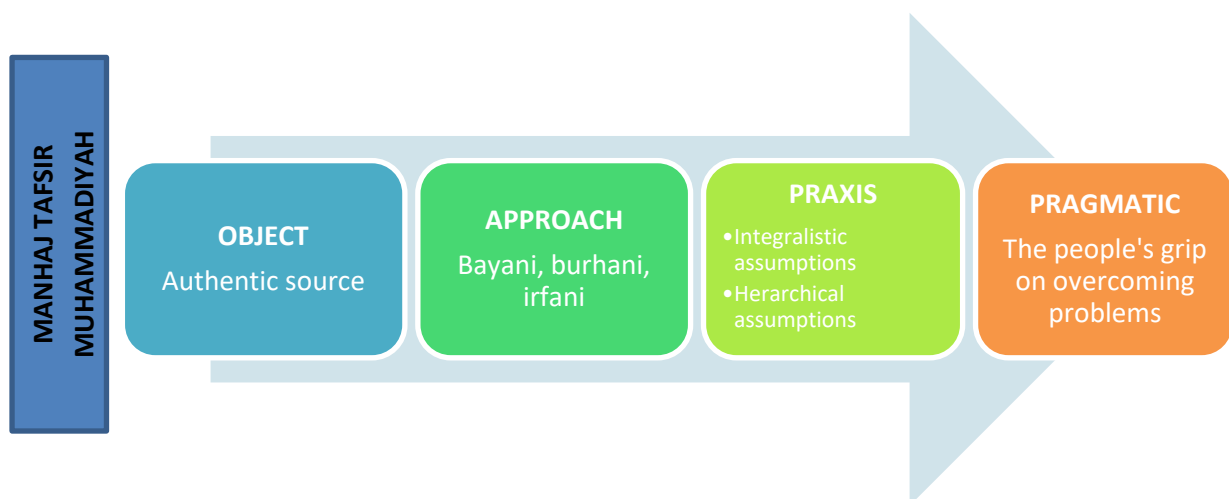 MANHAJ TAFSIR
MUHAMMADIYAH
OBJECT
Authentic source
APPROACH
Bayani, burhani,
irfani
PRAXIS
•Integralistic
assumptions
•Herarchical
assumptions
PRAGMATIC
The people's grip
on overcoming
problems